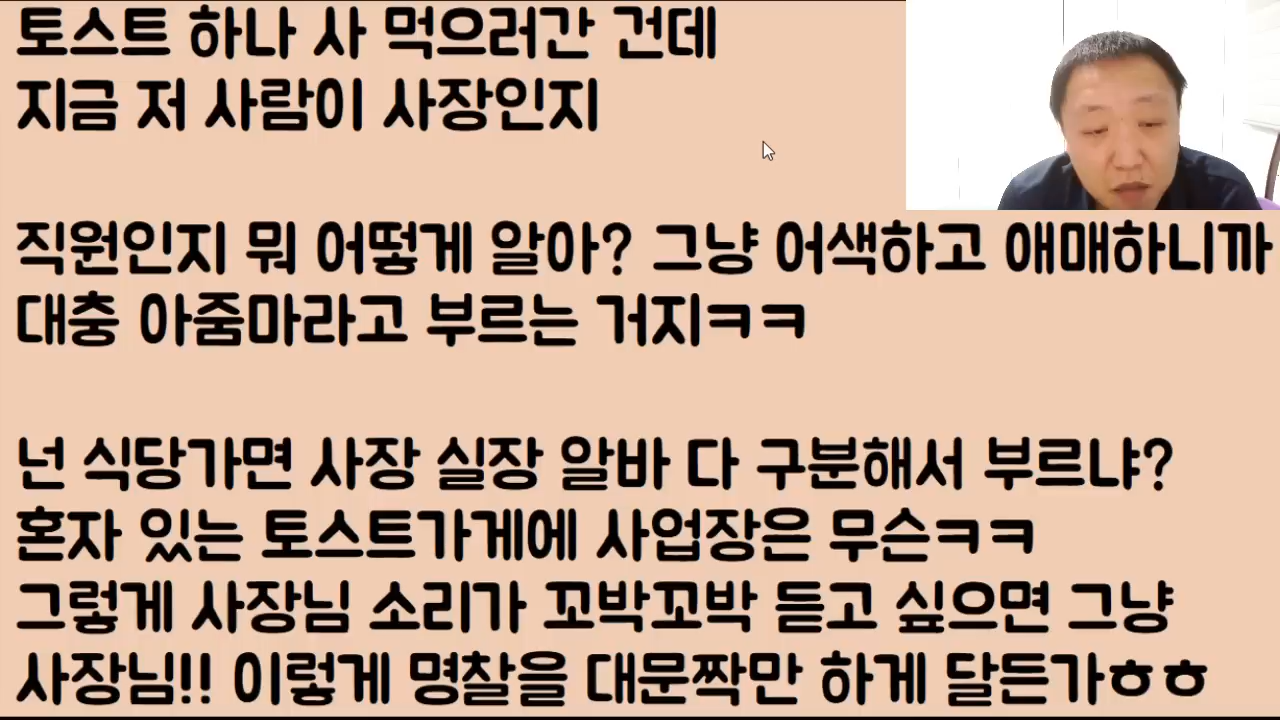 토스트 하나 사 먹으러간 건데
지금 저 사람이 사장인지
직원인지 뭐 어떻게 알아? 그냥 어색하고 애매하니까
대충 아줌마라고 부르는 거지ㅋㅋ
넌 식당가면 사장 실장 알바 다 구분해서 부르냐?
혼자 있는 토스트가게에 사업장은 무슨ㅋㅋ
그렇게 사장님 소리가 꼬박꼬박 듣고 싶으면 그냥
사장님!! 이렇게 명찰을 대문짝만 하게 달든가ㅎㅎ